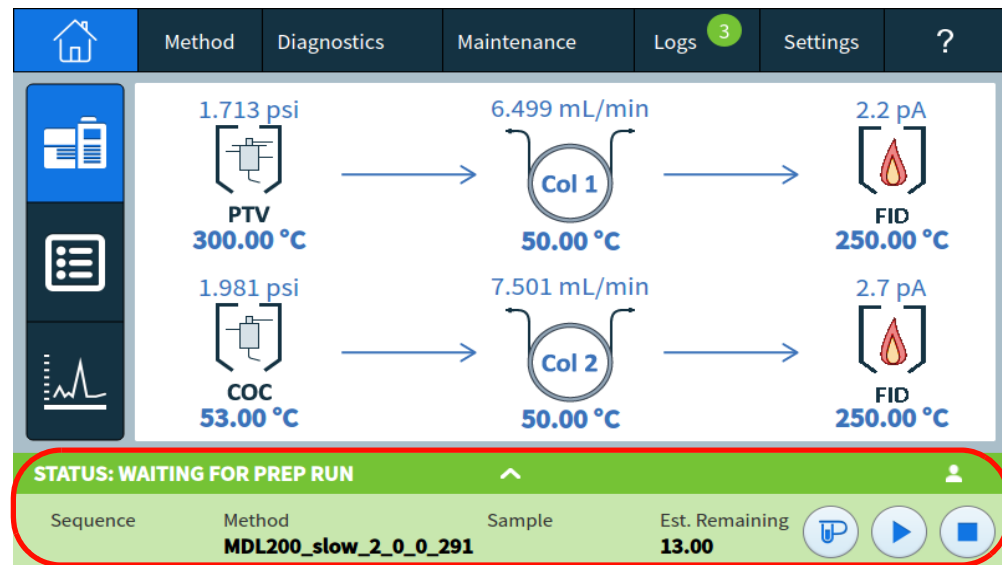 Method Diagnostics Maintenance Logs 3 Settings ?
1.713 psi 6.499 mL/min 2.2 pA
Col 1
PTV FID
300.00 °C 50.00 °C 250.00 °C
1.981 psi 7.501 mL/min 2.7 pA
Col 2
COC FID
53.00 °C 50.00 °C 250.00 °C
STATUS: WAITING FOR PREP RUN
Sequence Method Sample Est. Remaining
MDL200_slow_2_0_0_291 13.00